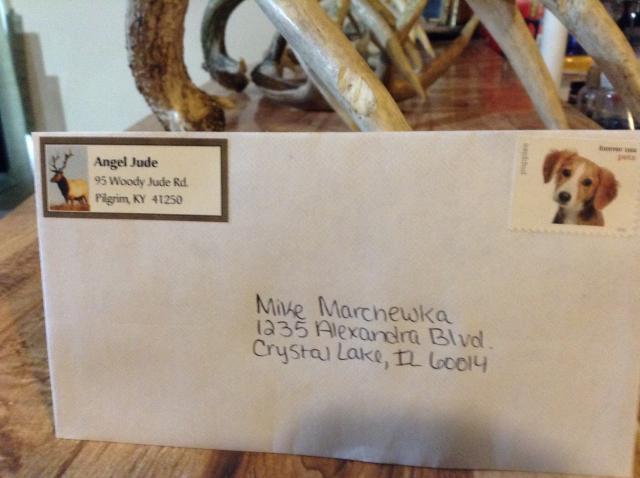 Angel Jude
95 Woody Jude Rd.
Pilgrim, KY 41250
forever USA
pets
puppies
Mike Marchewka
1235 Alexandra Blvd.
Crystal Lake, IL 60014